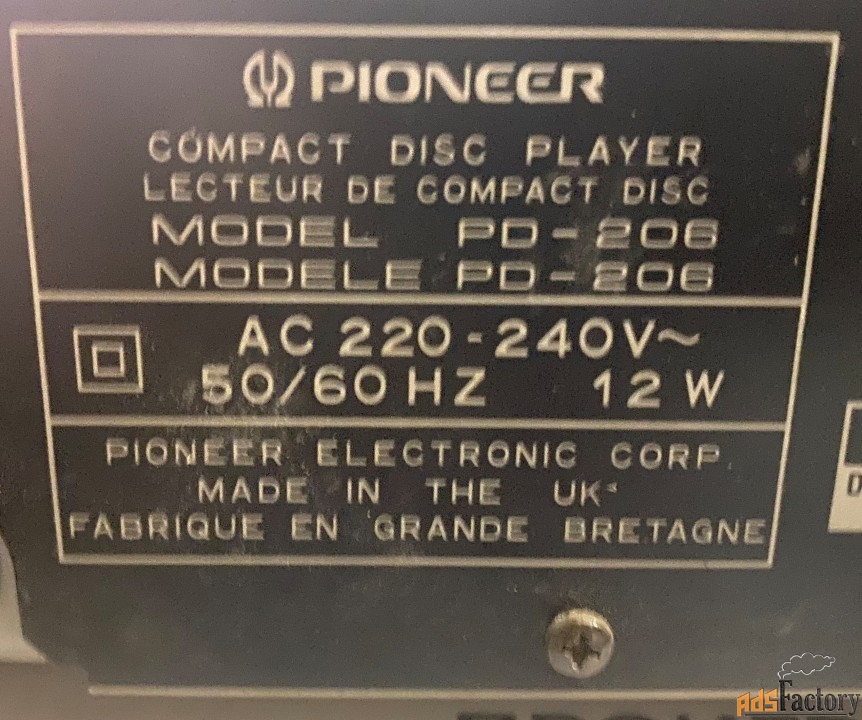 PIONEER
COMPACT DISC PLAYER
LECTEUR DE COMPACT DISC
MODEL PD-206
MODELE PD-206
AC 220-240V~
50/60 HZ 12 W
PIONEER ELECTRONIC CORP.
MADE IN THE UK
FABRIQUE EN GRANDE BRETAGNE
AdsFactory